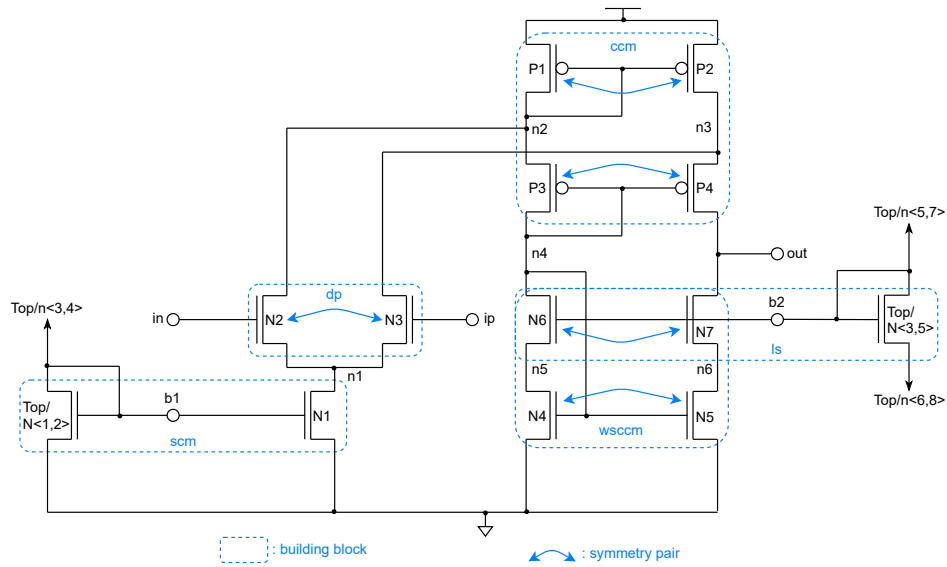 ccm
P1
P2
n2
n3
P3
P4
Top/n<5,7>
n4
out
Top/n<3,4>
dp
b2
in
N2
N3
ip
N6
N7
Top/
N<3,5>
ls
n1
n5
n6
b1
Top/
N<1,2>
N1
N4
N5
Top/n<6,8>
scm
wsccm
: building block
: symmetry pair